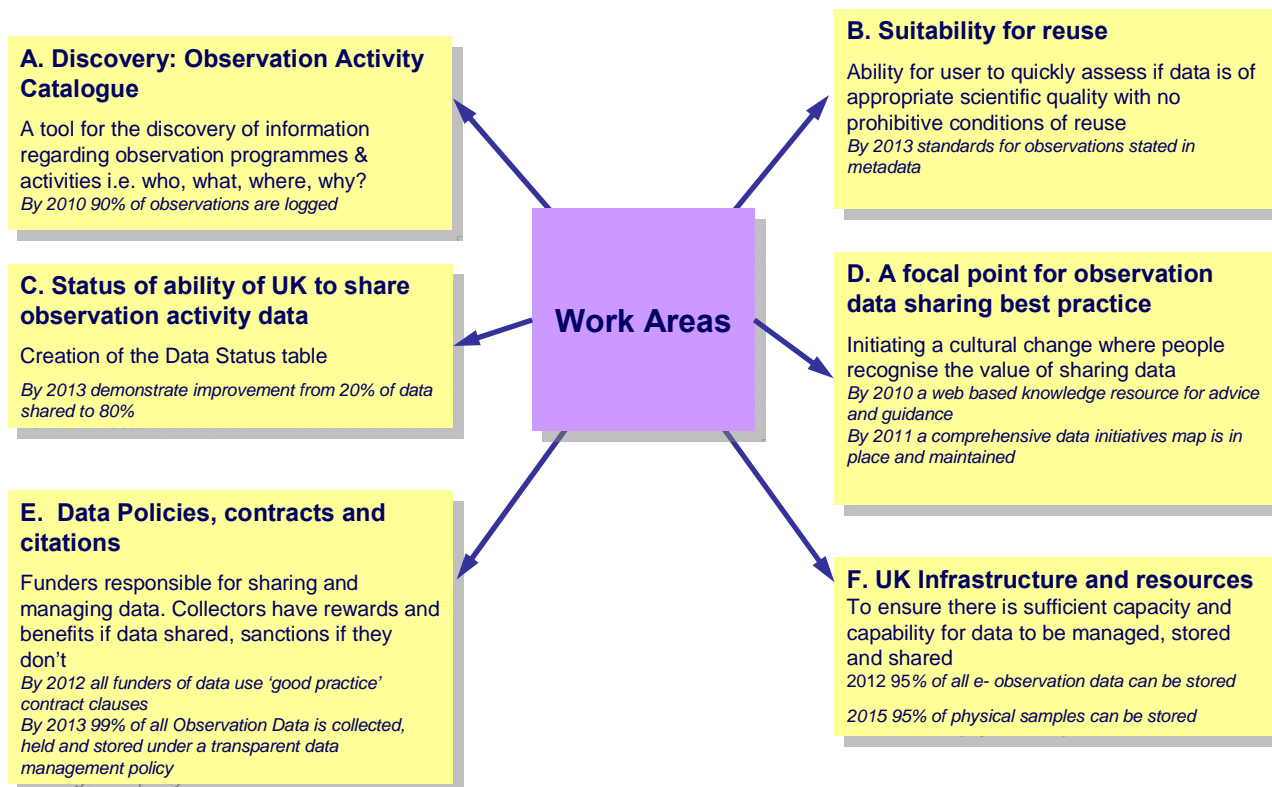 A. Discovery: Observation Activity
Catalogue
A tool for the discovery of information
regarding observation programmes &
activities i.e. who, what, where, why?
By 2010 90% of observations are logged
B. Suitability for reuse
Ability for user to quickly assess if data is of
appropriate scientific quality with no
prohibitive conditions of reuse
By 2013 standards for observations stated in
metadata
Work Areas
C. Status of ability of UK to share
observation activity data
Creation of the Data Status table
By 2013 demonstrate improvement from 20% of data
shared to 80%
D. A focal point for observation
data sharing best practice
Initiating a cultural change where people
recognise the value of sharing data
By 2010 a web based knowledge resource for advice
and guidance
By 2011 a comprehensive data initiatives map is in
place and maintained
E. Data Policies, contracts and
citations
Funders responsible for sharing and
managing data. Collectors have rewards and
benefits if data shared, sanctions if they
don't
By 2012 all funders of data use ‘good practice’
contract clauses
By 2013 99% of all Observation Data is collected,
held and stored under a transparent data
management policy
F. UK Infrastructure and resources
To ensure there is sufficient capacity and
capability for data to be managed, stored
and shared
2012 95% of all e- observation data can be stored
2015 95% of physical samples can be stored